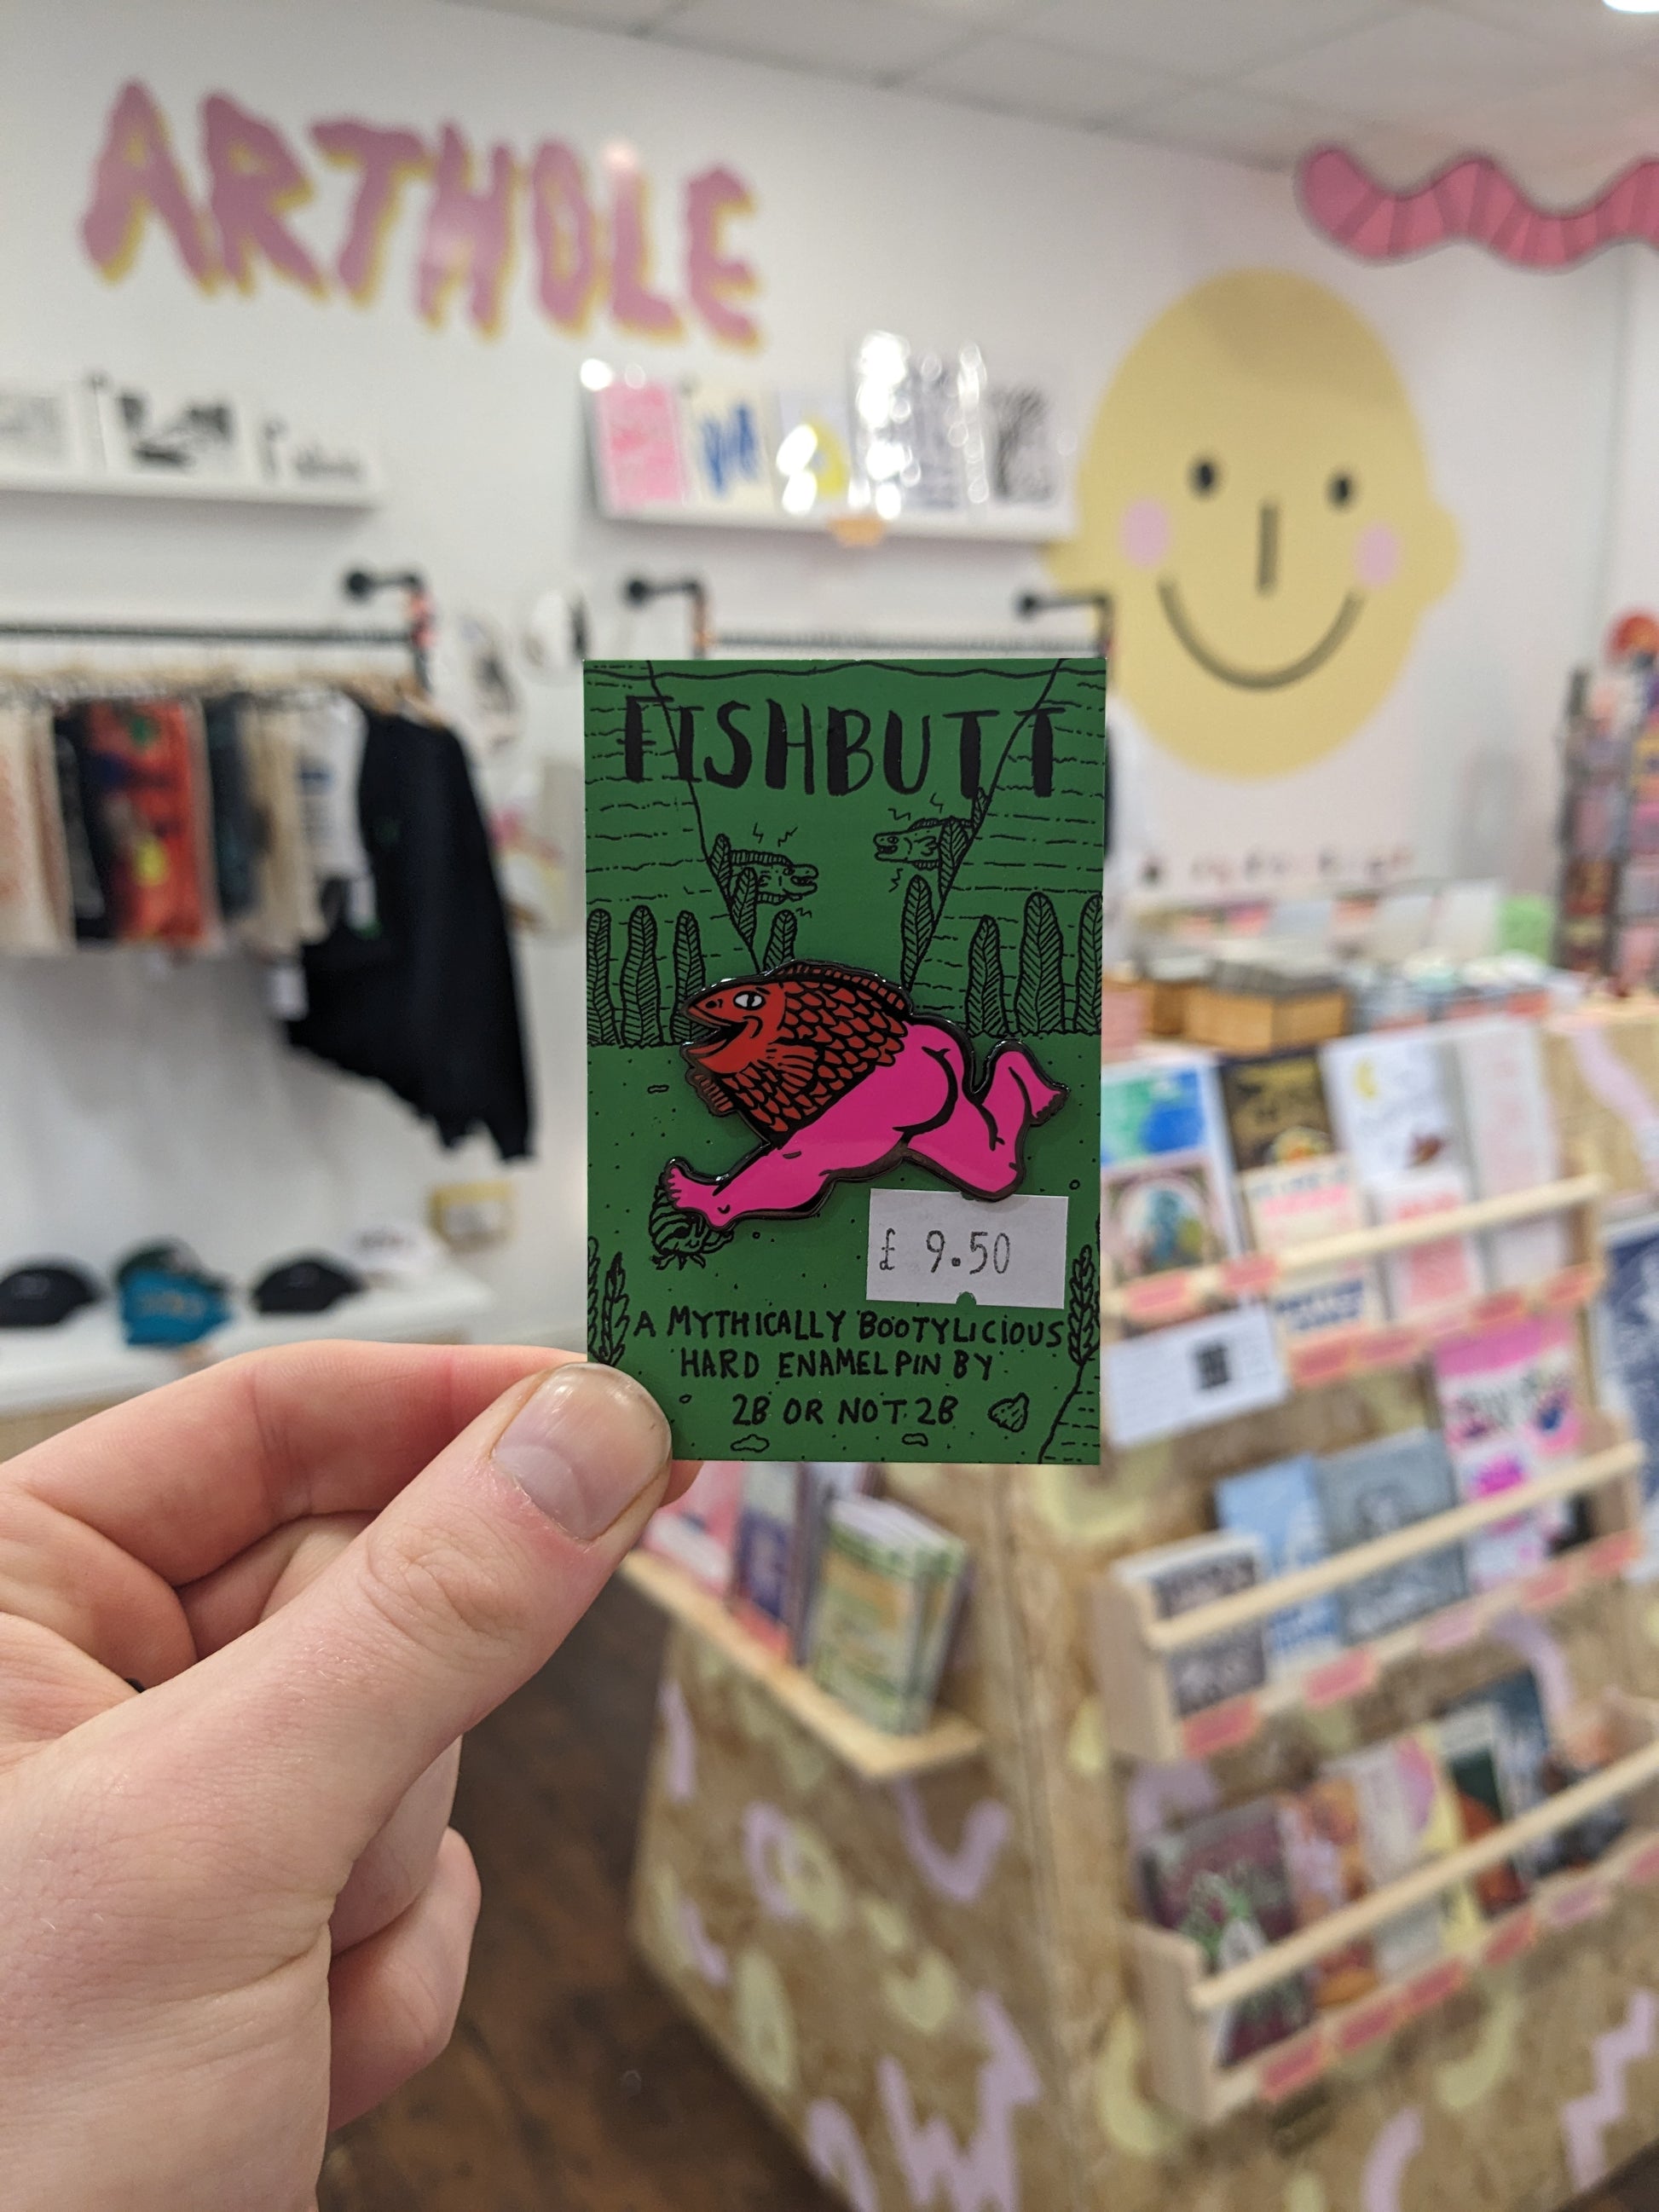 ARTHOLE
FISHBUTT
£ 9.50
A MYTHICALLY BOOTYLICIOUS
HARD ENAMEL PIN BY
2B OR NOT 2B